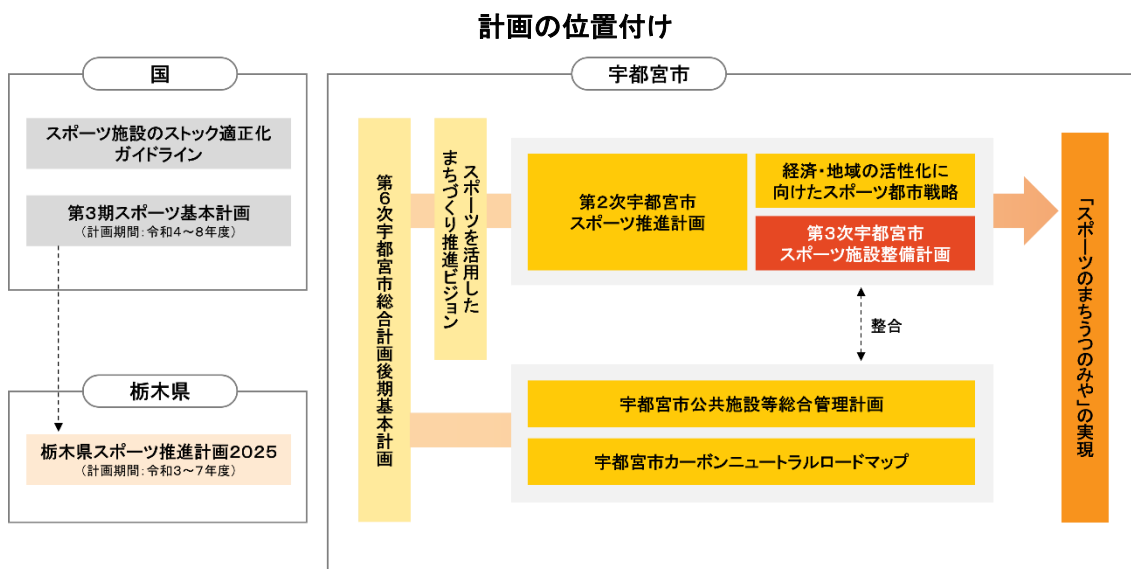 計画の位置付け
国
スポーツ施設のストック適正化
ガイドライン
第3期スポーツ基本計画
(計画期間:令和4～8年度)
栃木県
栃木県スポーツ推進計画2025
(計画期間:令和3～7年度)
宇都宮市
第6次宇都宮市総合計画後期基本計画
スポーツを活用した
まちづくり推進ビジョン
第2次宇都宮市
スポーツ推進計画
経済・地域の活性化に
向けたスポーツ都市戦略
第3次宇都宮市
スポーツ施設整備計画
整合
宇都宮市公共施設等総合管理計画
宇都宮市カーボンニュートラルロードマップ
「スポーツのまちうつのみや」の実現